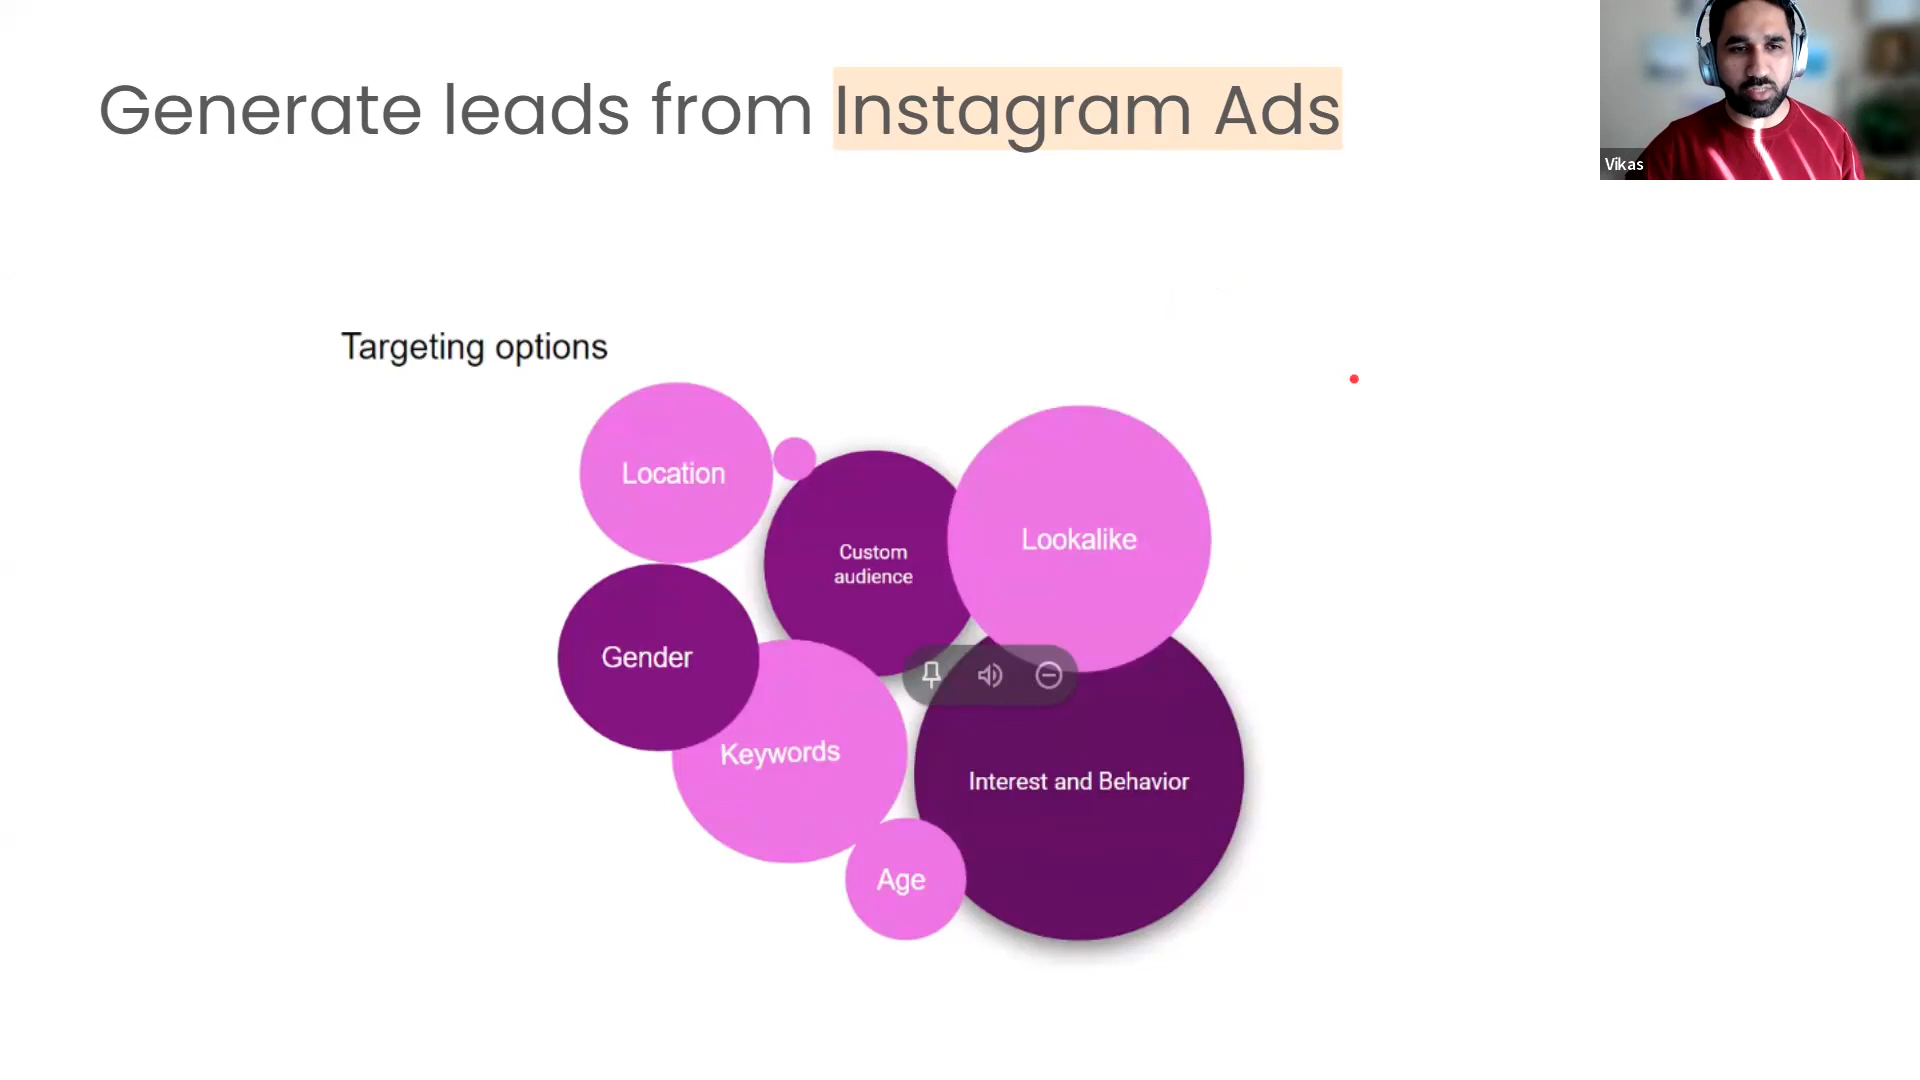 Generate leads from Instagram Ads
Vikas
Targeting options
Location
Custom
audience
Lookalike
Gender
Keywords
Interest and Behavior
Age